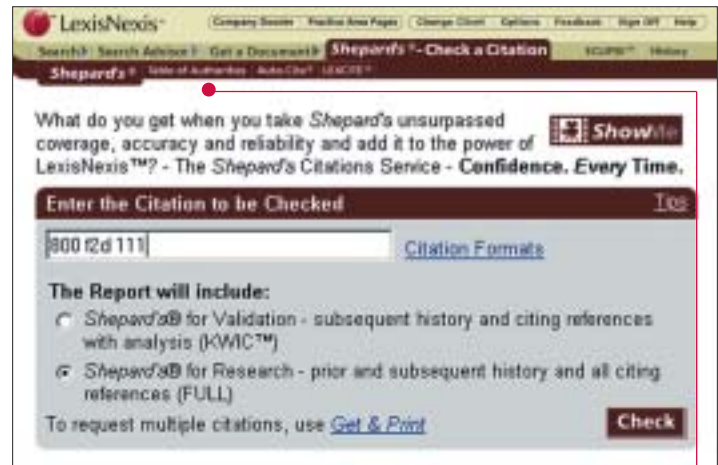 LexisNexis™
Company Dossier Practice Area Pages Change Client Options Feedback Sign Off Help
Search Search Advisor Get a Document Shepard's®-Check a Citation ECLIPSE™ History
Shepard's® Table of Authorities Auto-Cite® LEXCITE®
What do you get when you take Shepard's unsurpassed
coverage, accuracy and reliability and add it to the power of
ShowMe
LexisNexis™? - The Shepard's Citations Service - Confidence. Every Time.
Enter the Citation to be Checked Tips
800 f2d 111
Citation Formats
The Report will include:
Shepard's® for Validation - subsequent history and citing references
with analysis (KWIC™)
Shepard's® for Research - prior and subsequent history and all citing
references (FULL)
To request multiple citations, use Get & Print Check